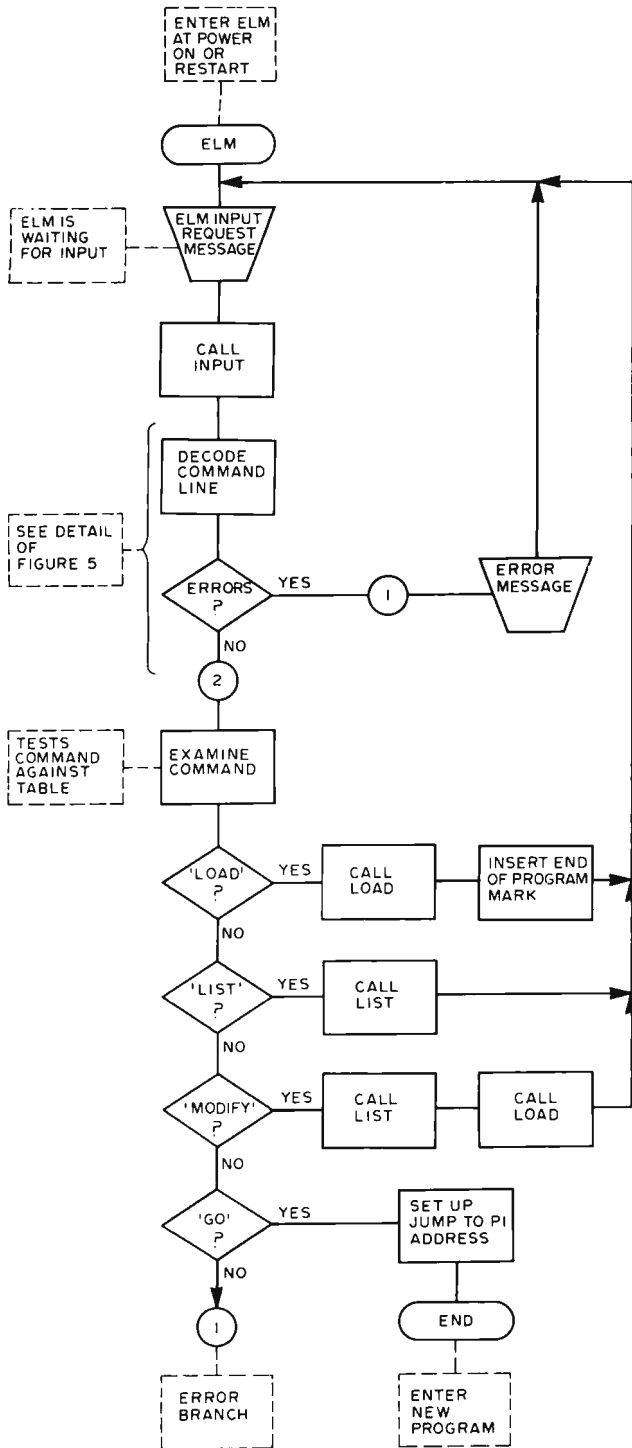 ENTER ELM
AT POWER
ON OR
RESTART
ELM
ELM IS
WAITING
FOR INPUT
ELM INPUT
REQUEST
MESSAGE
CALL
INPUT
DECODE
COMMAND
LINE
SEE DETAIL
OF
FIGURE 5
ERRORS
?
YES
1
ERROR
MESSAGE
NO
2
TESTS
COMMAND
AGAINST
TABLE
EXAMINE
COMMAND
'LOAD'
?
YES
CALL
LOAD
INSERT END
OF PROGRAM
MARK
NO
'LIST'
?
YES
CALL
LIST
NO
'MODIFY'
?
YES
CALL
LIST
CALL
LOAD
NO
'GO'
?
YES
SET UP
JUMP TO P1
ADDRESS
NO
1
END
ERROR
BRANCH
ENTER
NEW
PROGRAM